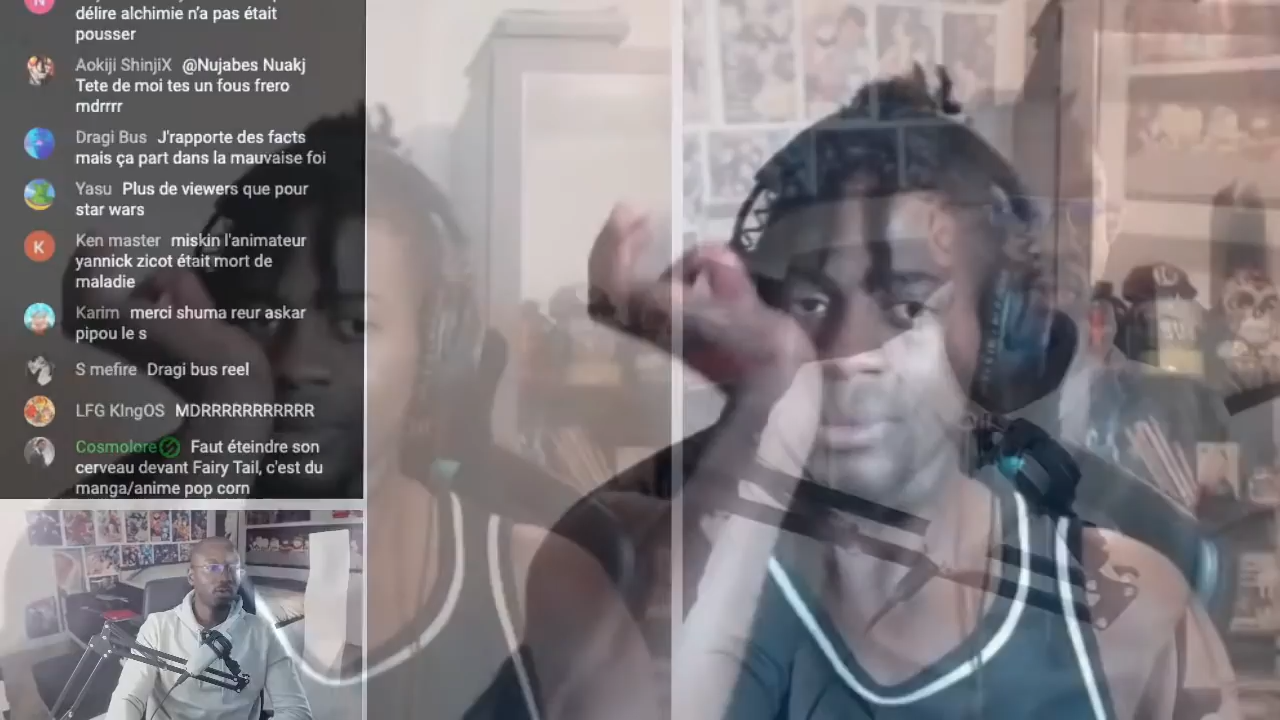 délire alchimie n'a pas était
pousser
Aokiji ShinjiX @Nujabes Nuakj
Tete de moi tes un fous frero
mdrrrr
Dragi Bus J'rapporte des facts
mais ça part dans la mauvaise foi
Yasu Plus de viewers que pour
star wars
Ken master miskin l'animateur
yannick zicot était mort de
maladie
Karim merci shuma reur askar
pipou le s
S mefire Dragi bus reel
LFG KIngOS MDRRRRRRRRRRR
Cosmolore Faut éteindre son
cerveau devant Fairy Tail, c'est du
manga/anime pop corn